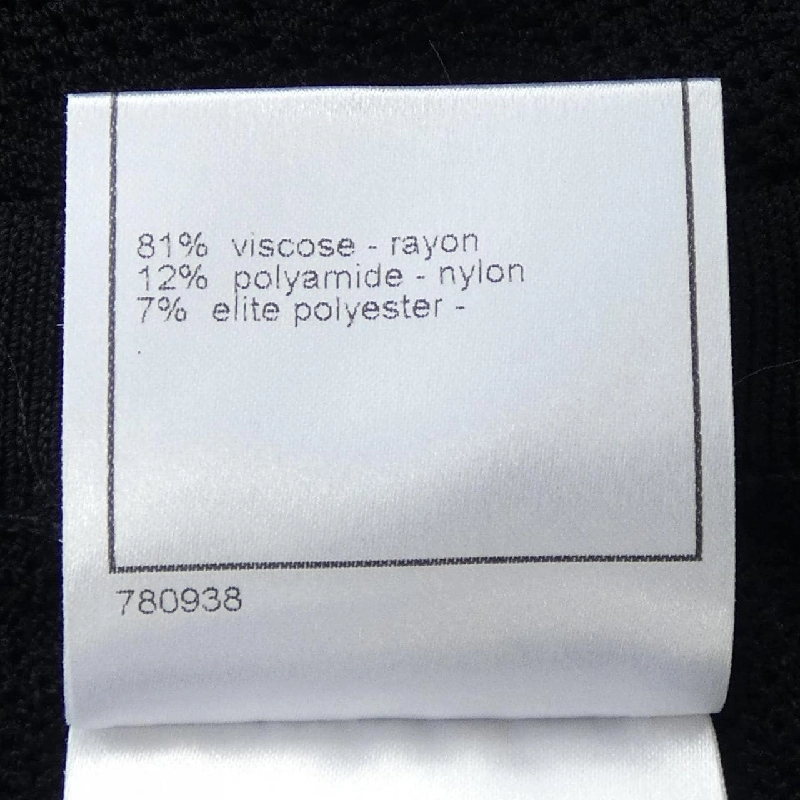 81% viscose - rayon
12% polyamide - nylon
7% elite polyester -
780938